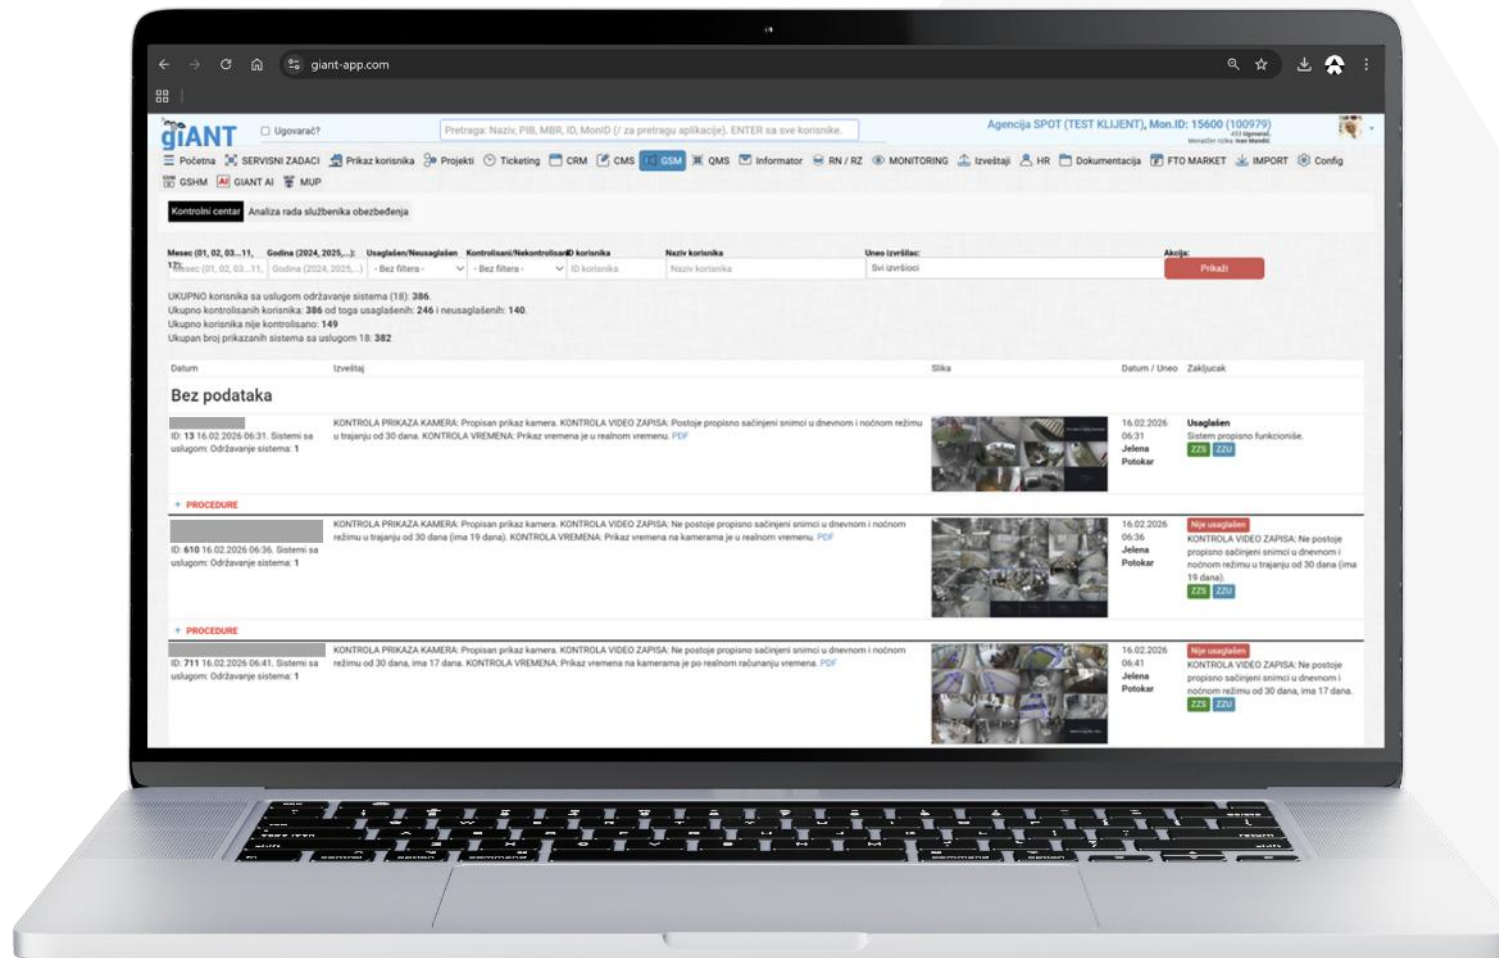 giant-app.com
giANT
Ugovarač?
Pretraga: Naziv, PIB, MBR, ID, MonID (/ za pretragu aplikacije). ENTER sa sve korisnike.
Agencija SPOT (TEST KLIJENT), Mon.ID: 15600 (100979)
Početna SERVISNI ZADACI Prikaz korisnika Projekti Ticketing CRM CMS GSM QMS Informator RN / RZ MONITORING Izveštaji HR Dokumentacija FTO MARKET IMPORT Config
GSHM AI GIANT AI MUP
Kontrolni centar Analiza rada službenika obezbeđenja
Mesec (01, 02, 03...11, 12): Godina (2024, 2025,...): Usaglašen/Neusaglašen Kontrolisani/Nekontrolisani ID korisnika Naziv korisnika Uneo izvršilac: Akcija:
Mesec (01, 02, 03...11, Godina (2024, 2025,...) - Bez filtera - - Bez filtera - ID korisnika Naziv korisnika Svi izvršioci Prikaži
UKUPNO korisnika sa uslugom održavanje sistema (18): 386.
Ukupno kontrolisanih korisnika: 386 od toga usaglašenih: 246 i neusaglašenih: 140.
Ukupno korisnika nije kontrolisano: 149
Ukupan broj prikazanih sistema sa uslugom 18: 382
Datum Izveštaj Slika Datum / Uneo Zakljucak
Bez podataka
ID: 13 16.02.2026 06:31. Sistemi sa
uslugom: Održavanje sistema: 1
KONTROLA PRIKAZA KAMERA: Propisan prikaz kamera. KONTROLA VIDEO ZAPISA: Postoje propisno sačinjeni snimci u dnevnom i noćnom režimu
u trajanju od 30 dana. KONTROLA VREMENA: Prikaz vremena je u realnom vremenu. PDF
16.02.2026
06:31
Jelena
Potokar
Usaglašen
Sistem propisno funkcioniše.
ZZS ZZU
+ PROCEDURE
ID: 610 16.02.2026 06:36. Sistemi sa
uslugom: Održavanje sistema: 1
KONTROLA PRIKAZA KAMERA: Propisan prikaz kamera. KONTROLA VIDEO ZAPISA: Ne postoje propisno sačinjeni snimci u dnevnom i noćnom
režimu u trajanju od 30 dana (ima 19 dana). KONTROLA VREMENA: Prikaz vremena na kamerama je u realnom vremenu. PDF
16.02.2026
06:36
Jelena
Potokar
Nije usaglašen
KONTROLA VIDEO ZAPISA: Ne postoje
propisno sačinjeni snimci u dnevnom i
noćnom režimu u trajanju od 30 dana (ima
19 dana).
ZZS ZZU
+ PROCEDURE
ID: 711 16.02.2026 06:41. Sistemi sa
uslugom: Održavanje sistema: 1
KONTROLA PRIKAZA KAMERA: Propisan prikaz kamera. KONTROLA VIDEO ZAPISA: Ne postoje propisno sačinjeni snimci u dnevnom i noćnom
režimu od 30 dana, ima 17 dana. KONTROLA VREMENA: Prikaz vremena na kamerama je po realnom računanju vremena. PDF
16.02.2026
06:41
Jelena
Potokar
Nije usaglašen
KONTROLA VIDEO ZAPISA: Ne postoje
propisno sačinjeni snimci u dnevnom i
noćnom režimu od 30 dana, ima 17 dana.
ZZS ZZU
fn control option command command option